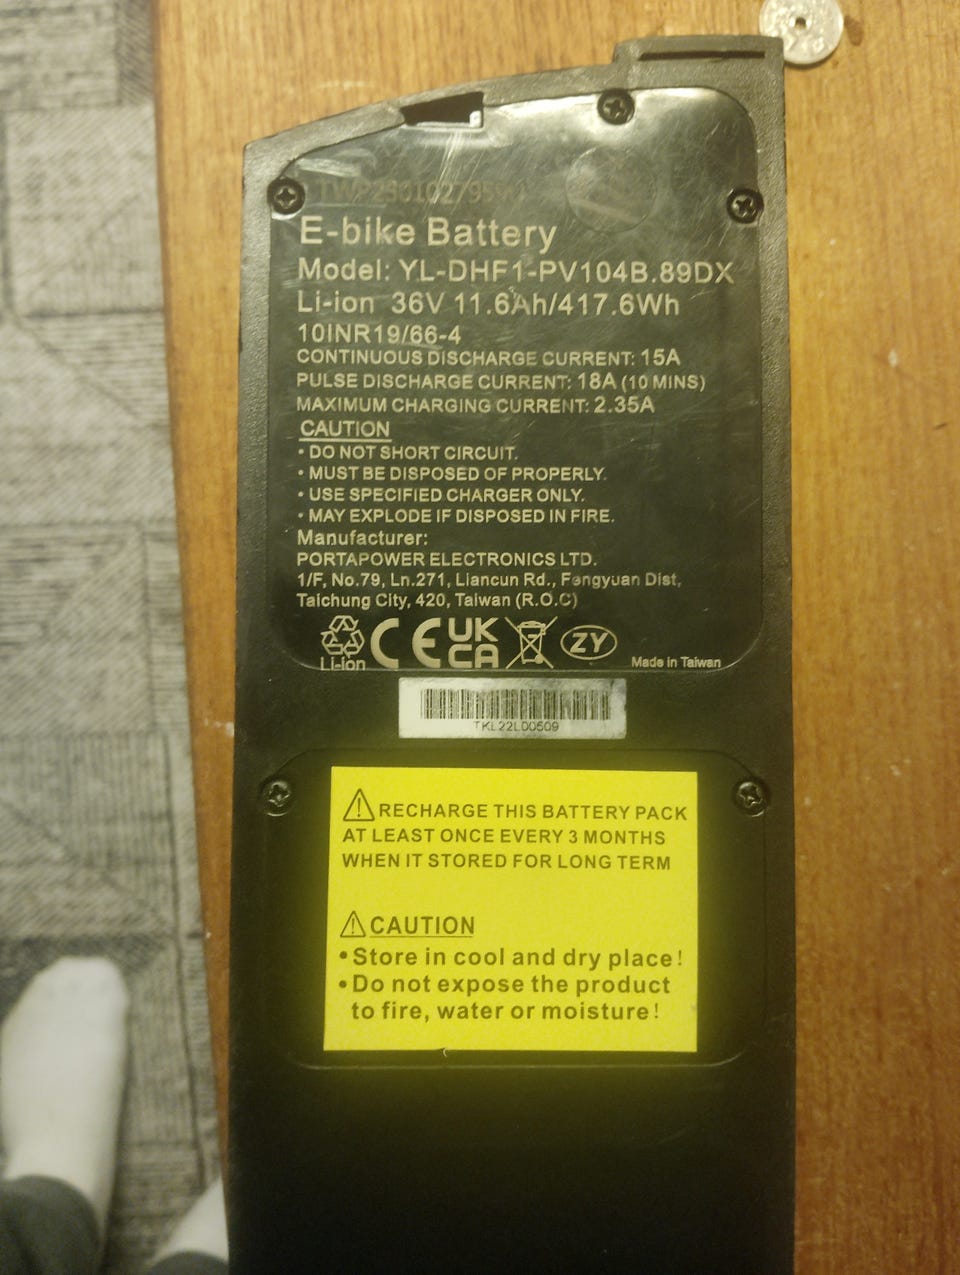 E-bike Battery
Model: YL-DHF1-PV104B.89DX
Li-ion 36V 11.6Ah/417.6Wh
10INR19/66-4
CONTINUOUS DISCHARGE CURRENT: 15A
PULSE DISCHARGE CURRENT: 18A (10 MINS)
MAXIMUM CHARGING CURRENT: 2.35A
CAUTION
• DO NOT SHORT CIRCUIT.
• MUST BE DISPOSED OF PROPERLY.
• USE SPECIFIED CHARGER ONLY.
• MAY EXPLODE IF DISPOSED IN FIRE.
Manufacturer:
PORTAPOWER ELECTRONICS LTD.
1/F, No.79, Ln.271, Liancun Rd., Fengyuan Dist,
Taichung City, 420, Taiwan (R.O.C)
Li-ion CE UK CA ZY Made in Taiwan
TKL22L00509
RECHARGE THIS BATTERY PACK
AT LEAST ONCE EVERY 3 MONTHS
WHEN IT STORED FOR LONG TERM
CAUTION
• Store in cool and dry place!
• Do not expose the product
to fire, water or moisture!